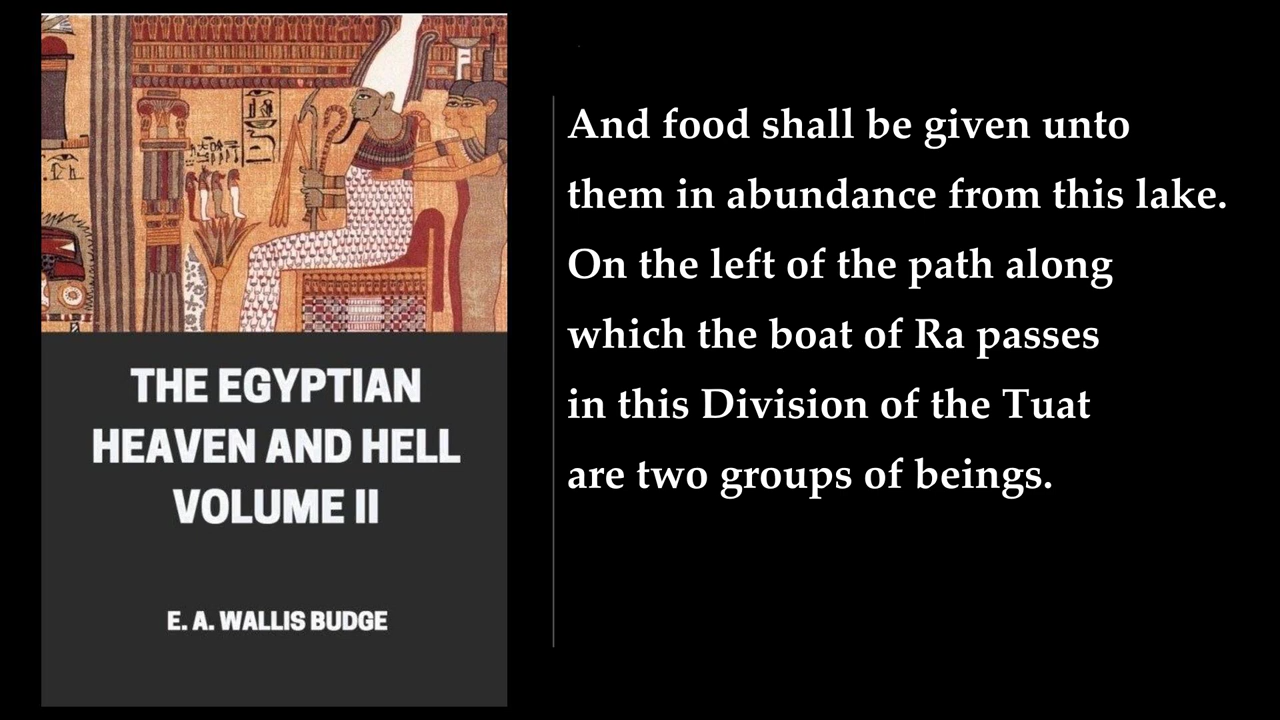 THE EGYPTIAN
HEAVEN AND HELL
VOLUME II
E. A. WALLIS BUDGE
And food shall be given unto
them in abundance from this lake.
On the left of the path along
which the boat of Ra passes
in this Division of the Tuat
are two groups of beings.